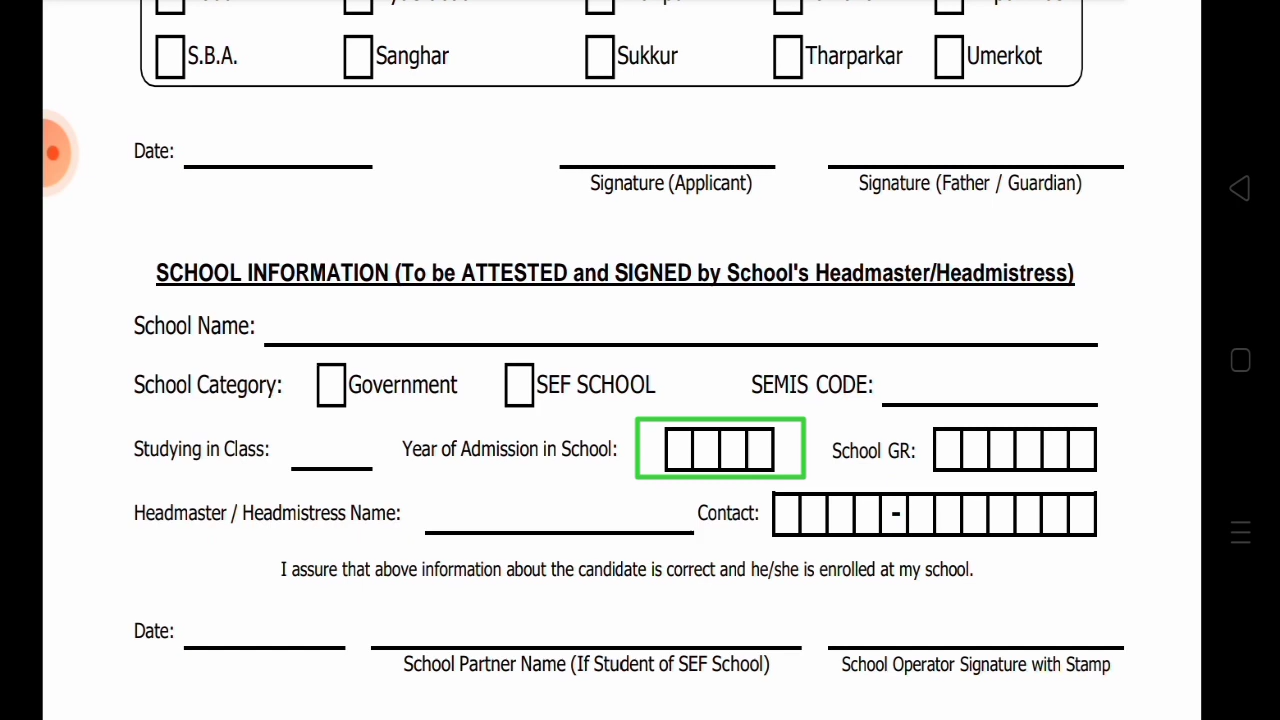 S.B.A. Sanghar Sukkur Tharparkar Umerkot
Date:
Signature (Applicant) Signature (Father / Guardian)
SCHOOL INFORMATION (To be ATTESTED and SIGNED by School's Headmaster/Headmistress)
School Name:
School Category: Government SEF SCHOOL SEMIS CODE:
Studying in Class: Year of Admission in School: School GR:
Headmaster / Headmistress Name: Contact: -
I assure that above information about the candidate is correct and he/she is enrolled at my school.
Date:
School Partner Name (If Student of SEF School) School Operator Signature with Stamp